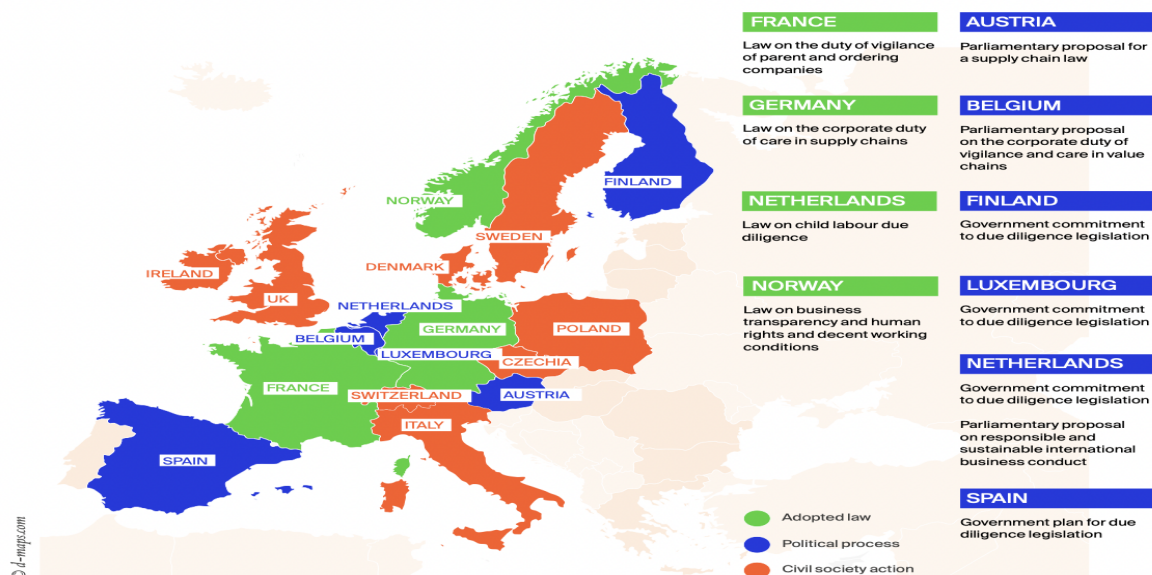 NORWAY
FINLAND
SWEDEN
DENMARK
IRELAND
UK
NETHERLANDS
BELGIUM
GERMANY
POLAND
LUXEMBOURG
CZECHIA
FRANCE
SWITZERLAND
AUSTRIA
ITALY
SPAIN
FRANCE
Law on the duty of vigilance
of parent and ordering
companies
GERMANY
Law on the corporate duty
of care in supply chains
NETHERLANDS
Law on child labour due
diligence
NORWAY
Law on business
transparency and human
rights and decent working
conditions
Adopted law
Political process
Civil society action
AUSTRIA
Parliamentary proposal for
a supply chain law
BELGIUM
Parliamentary proposal
on the corporate duty of
vigilance and care in value
chains
FINLAND
Government commitment
to due diligence legislation
LUXEMBOURG
Government commitment
to due diligence legislation
NETHERLANDS
Government commitment
to due diligence legislation
Parliamentary proposal
on responsible and
sustainable international
business conduct
SPAIN
Government plan for due
diligence legislation
© d-maps.com